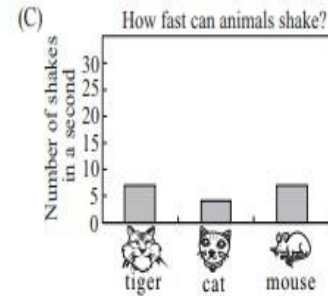 (C)
How fast can animals shake?
Number of shakes
in a second
30
25
20
15
10
5
0
tiger
cat
mouse